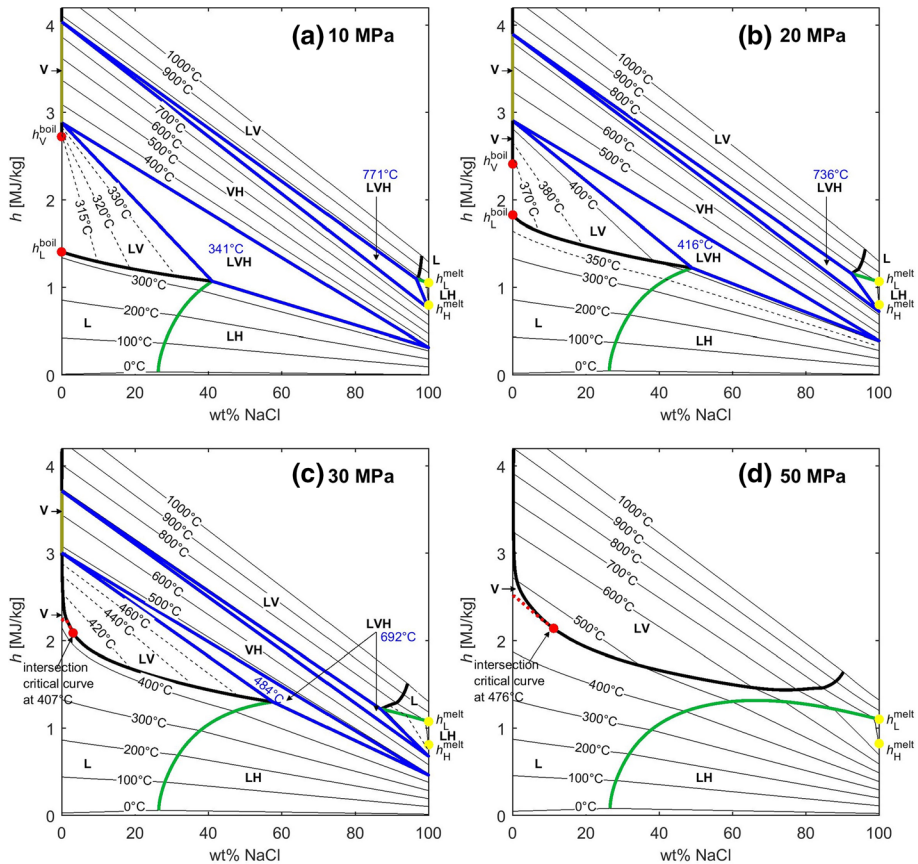 (a) 10 MPa
4
3
2
1
0
h [MJ/kg]
V
h_V^boil
h_L^boil
1000°C
900°C
700°C
600°C
500°C
400°C
LV
VH
771°C
LVH
330°C
320°C
315°C
LV
341°C
LVH
300°C
200°C
100°C
0°C
L
LH
L
h_L^melt
LH
h_H^melt
0 20 40 60 80 100
wt% NaCl
(b) 20 MPa
4
3
2
1
0
h [MJ/kg]
V
V
h_V^boil
h_L^boil
1000°C
900°C
800°C
600°C
500°C
LV
VH
736°C
LVH
400°C
380°C
370°C
LV
416°C
LVH
350°C
300°C
200°C
100°C
0°C
L
LH
L
h_L^melt
LH
h_H^melt
0 20 40 60 80 100
wt% NaCl
(c) 30 MPa
4
3
2
1
0
h [MJ/kg]
V
V
1000°C
900°C
800°C
600°C
500°C
LV
VH
LVH
692°C
460°C
440°C
420°C
LV
484°C
intersection
critical curve
at 407°C
400°C
300°C
200°C
100°C
0°C
L
LH
L
h_L^melt
LH
h_H^melt
0 20 40 60 80 100
wt% NaCl
(d) 50 MPa
4
3
2
1
0
h [MJ/kg]
V
1000°C
900°C
800°C
700°C
600°C
LV
500°C
intersection
critical curve
at 476°C
400°C
300°C
200°C
100°C
0°C
L
LH
h_L^melt
h_H^melt
0 20 40 60 80 100
wt% NaCl